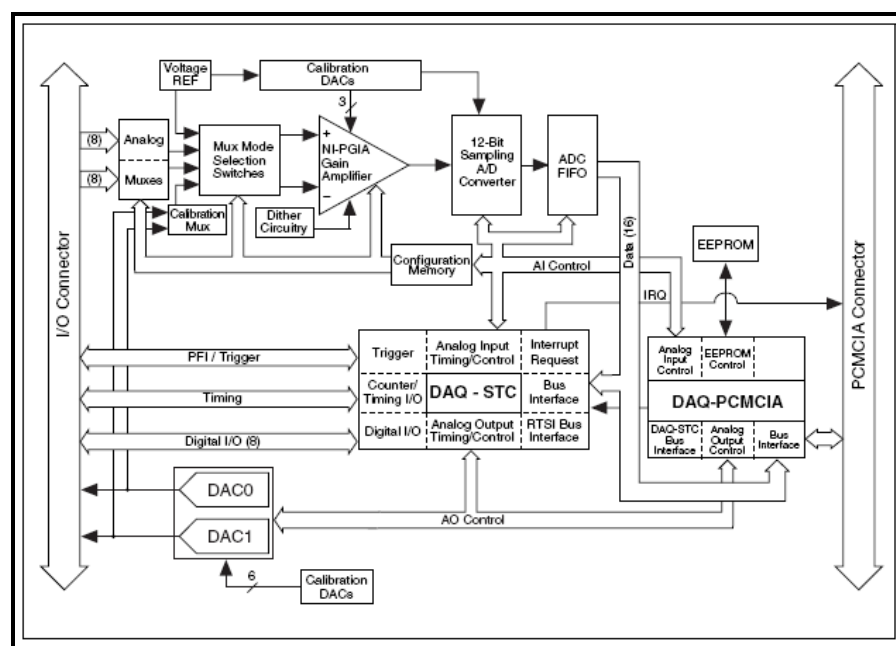 Voltage
REF
Calibration
DACs
3
(8)
Analog
(8)
Muxes
Mux Mode
Selection
Switches
+
NI-PGIA
Gain
Amplifier
−
12-Bit
Sampling
A/D
Converter
ADC
FIFO
Calibration
Mux
Dither
Circuitry
Configuration
Memory
AI Control
Data (16)
EEPROM
IRQ
I/O Connector
PCMCIA Connector
PFI / Trigger
Timing
Digital I/O (8)
Trigger
Analog Input
Timing/Control
Interrupt
Request
Counter/
Timing I/O
DAQ - STC
Bus
Interface
Digital I/O
Analog Output
Timing/Control
RTSI Bus
Interface
Analog
Input
Control
EEPROM
Control
DAQ-PCMCIA
DAQ-STC
Bus
Interface
Analog
Output
Control
Bus
Interface
DAC0
DAC1
AO Control
6
Calibration
DACs